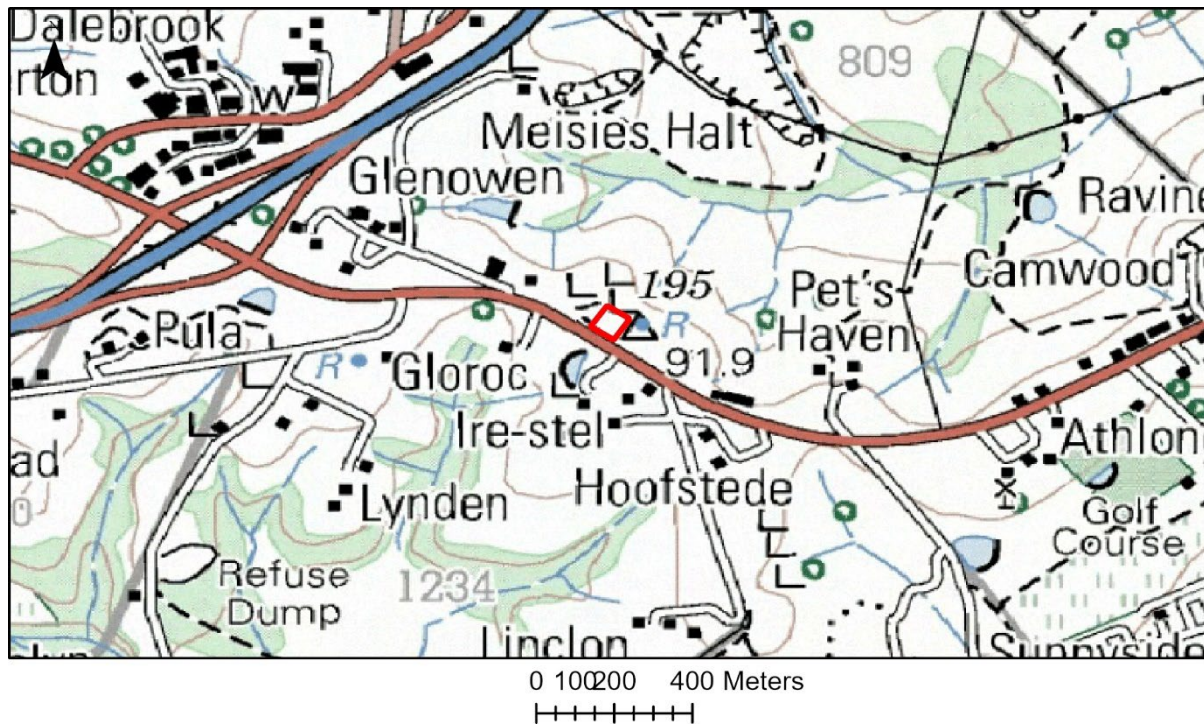 Dalebrook
rton
W
809
Meisies Halt
Glenowen
Ravine
Camwood
195
Pet's
Haven
R
Pula
R
Gloroc
91.9
Ire-stel
Athlon
ad
Hoofstede
Lynden
Golf
Course
0
Refuse
Dump
1234
Linclon
Sunnyside
0 100 200 400 Meters